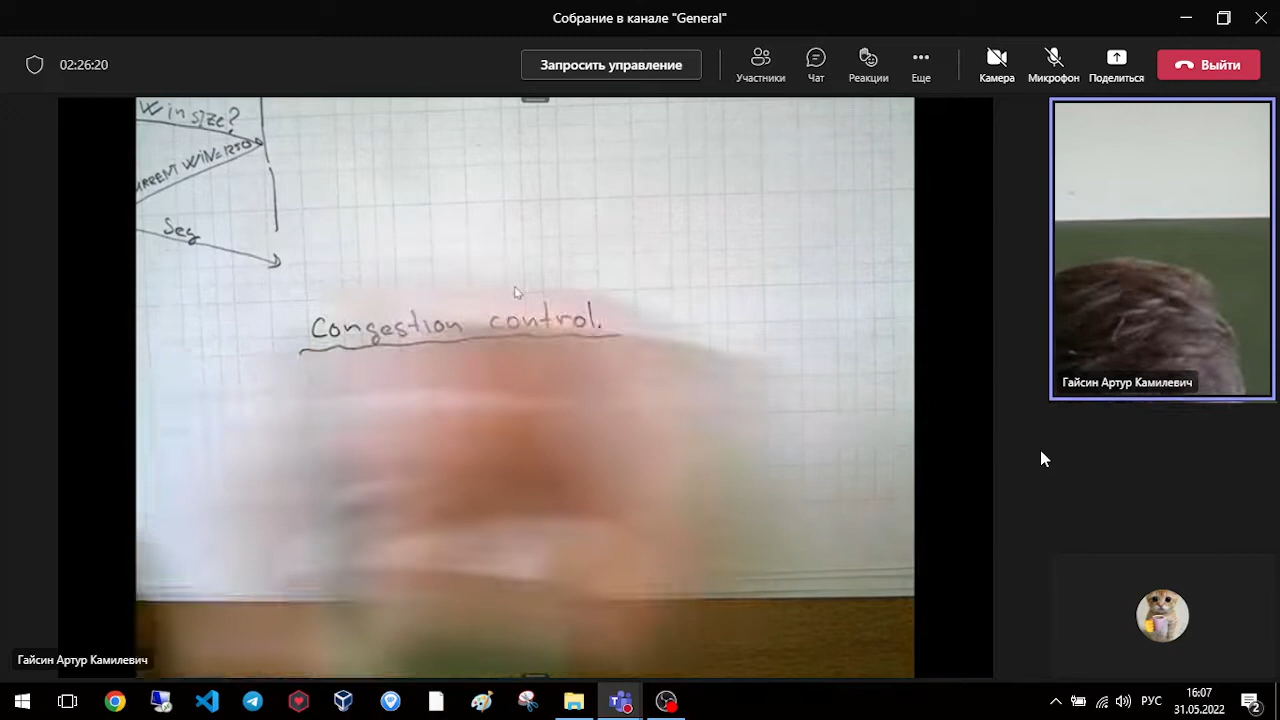 Собрание в канале "General"
02:26:20
Запросить управление
Участники
Чат
Реакции
Еще
Камера
Микрофон
Поделиться
Выйти
Win size?
Seg
Congestion control.
Гайсин Артур Камилевич
Гайсин Артур Камилевич
РУС
16:07
31.05.2022
2